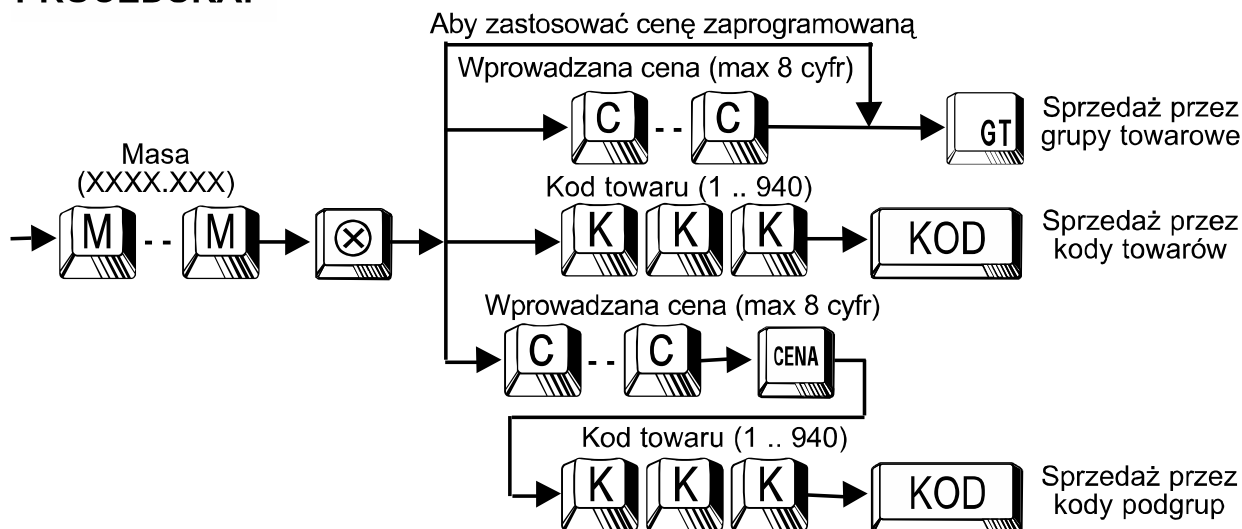 PROCEDURA:
Aby zastosować cenę zaprogramowaną
Wprowadzana cena (max 8 cyfr)
C - - C
GT
Sprzedaż przez
grupy towarowe
Masa
(XXXX.XXX)
M - - M
⊗
Kod towaru (1 .. 940)
K K K
KOD
Sprzedaż przez
kody towarów
Wprowadzana cena (max 8 cyfr)
C - - C
CENA
Kod towaru (1 .. 940)
K K K
KOD
Sprzedaż przez
kody podgrup